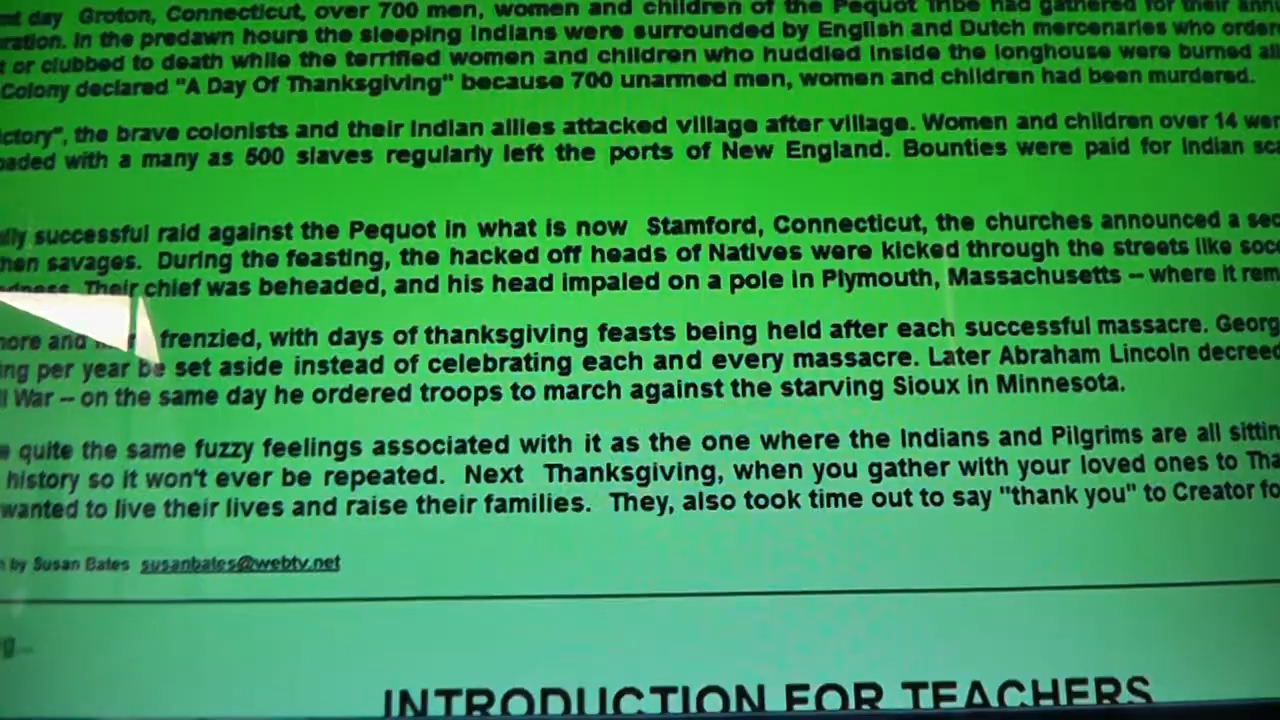 day Groton, Connecticut, over 700 men, women and children of the Pequot Tribe had gathered for their
In the predawn hours the sleeping Indians were surrounded by English and Dutch mercenaries who
or clubbed to death while the terrified women and children who huddled inside the longhouse were burned
Colony declared "A Day Of Thanksgiving" because 700 unarmed men, women and children had been murdered.
the brave colonists and their Indian allies attacked village after village. Women and children over 14
with a many as 500 slaves regularly left the ports of New England. Bounties were paid for Indian
successful raid against the Pequot in what is now Stamford, Connecticut, the churches announced a
savages. During the feasting, the hacked off heads of Natives were kicked through the streets like
Their chief was beheaded, and his head impaled on a pole in Plymouth, Massachusetts – where it
and frenzied, with days of thanksgiving feasts being held after each successful massacre.
per year be set aside instead of celebrating each and every massacre. Later Abraham Lincoln decreed
War – on the same day he ordered troops to march against the starving Sioux in Minnesota.
quite the same fuzzy feelings associated with it as the one where the Indians and Pilgrims are all
history so it won't ever be repeated. Next Thanksgiving, when you gather with your loved ones to
wanted to live their lives and raise their families. They, also took time out to say "thank you" to Creator
by Susan Bates susanbates@webtv.net
INTRODUCTION FOR TEACHERS